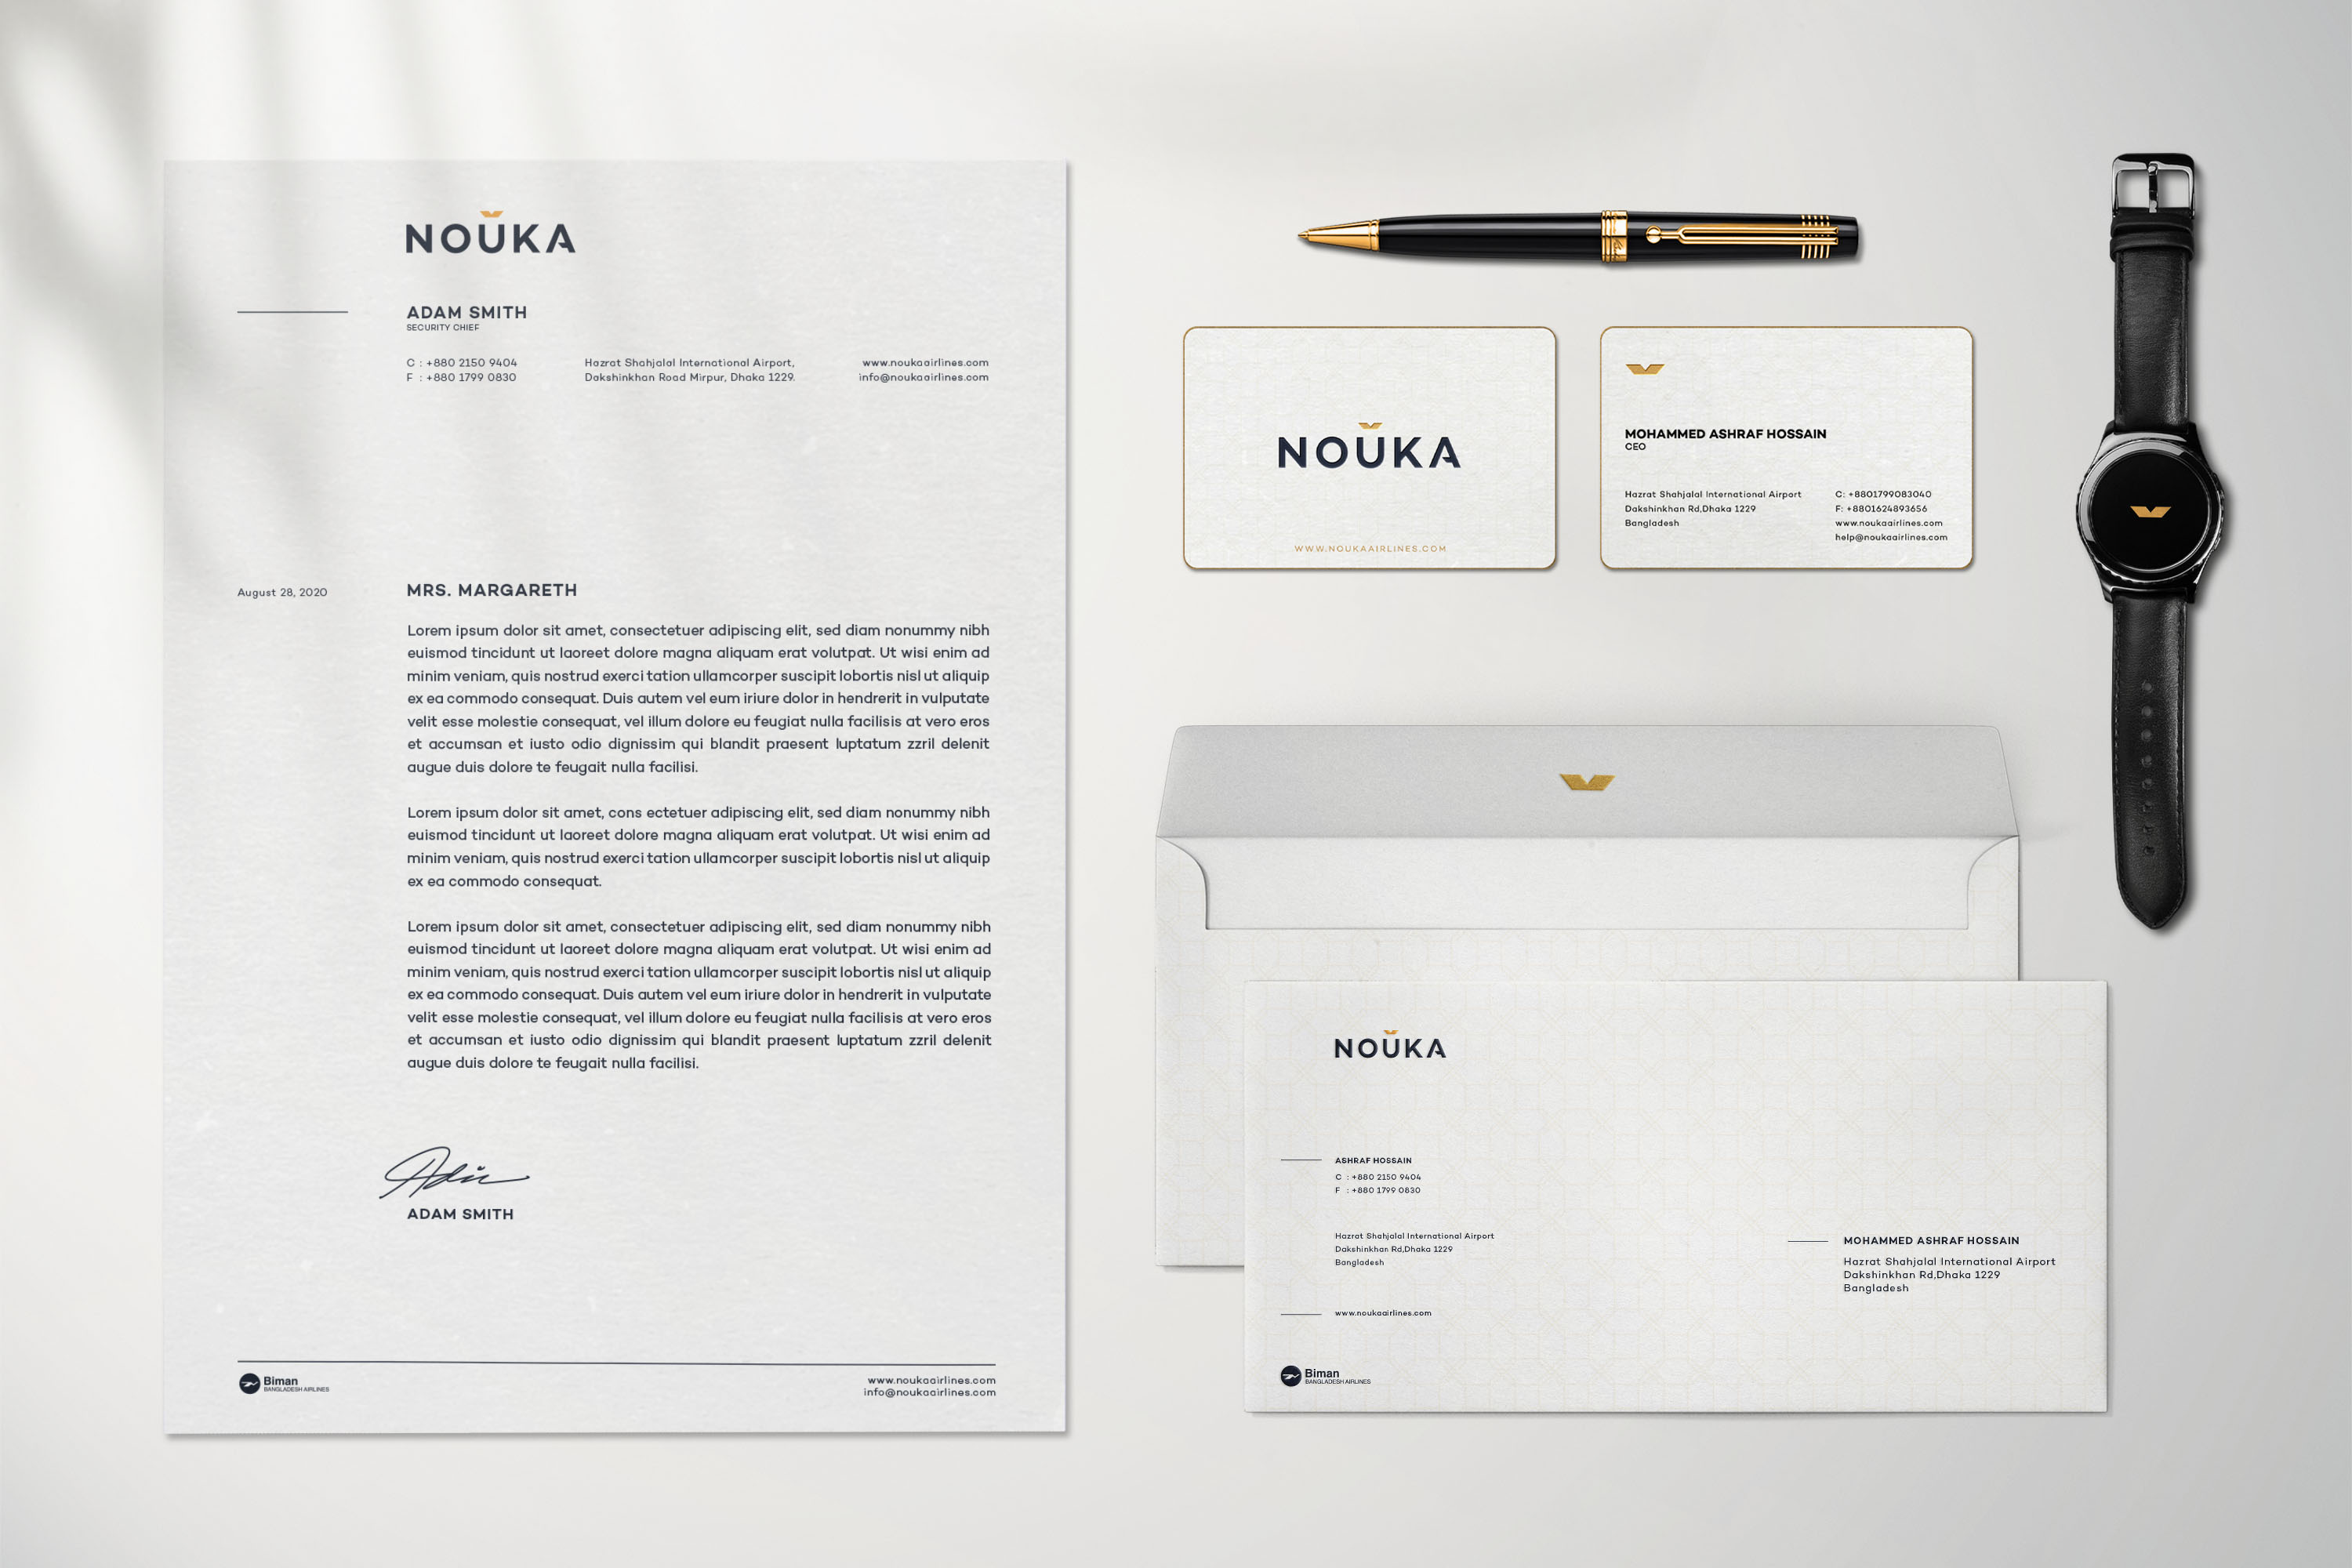 NOUKA
ADAM SMITH
SECURITY CHIEF
C : +880 2150 9404
F : +880 1799 0830
Hazrat Shahjalal International Airport,
Dakshinkhan Road Mirpur, Dhaka 1229.
www.noukaairlines.com
info@noukaairlines.com
August 28, 2020
MRS. MARGARETH
Lorem ipsum dolor sit amet, consectetuer adipiscing elit, sed diam nonummy nibh
euismod tincidunt ut laoreet dolore magna aliquam erat volutpat. Ut wisi enim ad
minim veniam, quis nostrud exerci tation ullamcorper suscipit lobortis nisl ut aliquip
ex ea commodo consequat. Duis autem vel eum iriure dolor in hendrerit in vulputate
velit esse molestie consequat, vel illum dolore eu feugiat nulla facilisis at vero eros
et accumsan et iusto odio dignissim qui blandit praesent luptatum zzril delenit
augue duis dolore te feugait nulla facilisi.
Lorem ipsum dolor sit amet, cons ectetuer adipiscing elit, sed diam nonummy nibh
euismod tincidunt ut laoreet dolore magna aliquam erat volutpat. Ut wisi enim ad
minim veniam, quis nostrud exerci tation ullamcorper suscipit lobortis nisl ut aliquip
ex ea commodo consequat.
Lorem ipsum dolor sit amet, consectetuer adipiscing elit, sed diam nonummy nibh
euismod tincidunt ut laoreet dolore magna aliquam erat volutpat. Ut wisi enim ad
minim veniam, quis nostrud exerci tation ullamcorper suscipit lobortis nisl ut aliquip
ex ea commodo consequat. Duis autem vel eum iriure dolor in hendrerit in vulputate
velit esse molestie consequat, vel illum dolore eu feugiat nulla facilisis at vero eros
et accumsan et iusto odio dignissim qui blandit praesent luptatum zzril delenit
augue duis dolore te feugait nulla facilisi.
ADAM SMITH
Biman
BANGLADESH AIRLINES
www.noukaairlines.com
info@noukaairlines.com
NOUKA
WWW.NOUKAAIRLINES.COM
MOHAMMED ASHRAF HOSSAIN
CEO
Hazrat Shahjalal International Airport
Dakshinkhan Rd,Dhaka 1229
Bangladesh
C: +8801799083040
F: +8801624893656
www.noukaairlines.com
help@noukaairlines.com
NOUKA
ASHRAF HOSSAIN
C : +880 2150 9404
F : +880 1799 0830
Hazrat Shahjalal International Airport
Dakshinkhan Rd,Dhaka 1229
Bangladesh
www.noukaairlines.com
Biman
BANGLADESH AIRLINES
MOHAMMED ASHRAF HOSSAIN
Hazrat Shahjalal International Airport
Dakshinkhan Rd,Dhaka 1229
Bangladesh